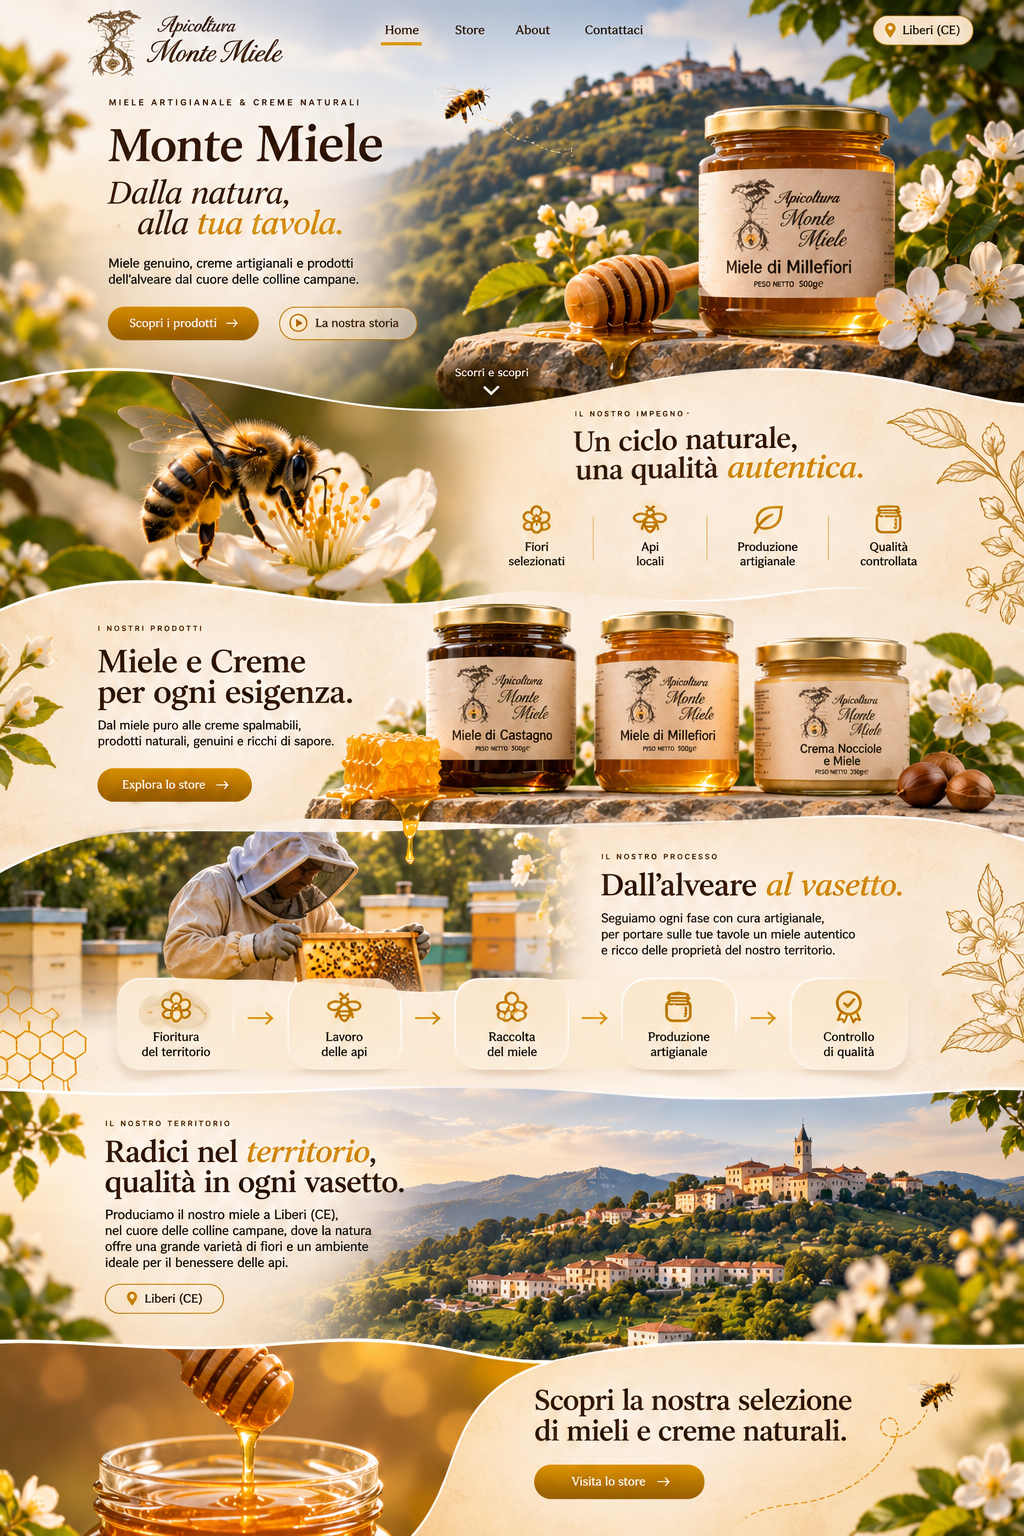 Apicoltura
Monte Miele
Home
Store
About
Contattaci
Liberi (CE)
MIELE ARTIGIANALE & CREME NATURALI
Monte Miele
Dalla natura,
alla tua tavola.
Miele genuino, creme artigianali e prodotti
dell'alveare dal cuore delle colline campane.
Scopri i prodotti →
La nostra storia
Apicoltura
Monte
Miele
Miele di Millefiori
PESO NETTO 500g℮
Scorri e scopri
IL NOSTRO IMPEGNO
Un ciclo naturale,
una qualità autentica.
Fiori
selezionati
Api
locali
Produzione
artigianale
Qualità
controllata
I NOSTRI PRODOTTI
Miele e Creme
per ogni esigenza.
Dal miele puro alle creme spalmabili,
prodotti naturali, genuini e ricchi di sapore.
Explora lo store →
Apicoltura
Monte
Miele
Miele di Castagno
PESO NETTO 500g℮
Apicoltura
Monte
Miele
Miele di Millefiori
PESO NETTO 500g℮
Apicoltura
Monte
Miele
Crema Nocciole
e Miele
PESO NETTO 250g℮
IL NOSTRO PROCESSO
Dall'alveare al vasetto.
Seguiamo ogni fase con cura artigianale,
per portare sulle tue tavole un miele autentico
e ricco delle proprietà del nostro territorio.
Fioritura
del territorio
Lavoro
delle api
Raccolta
del miele
Produzione
artigianale
Controllo
di qualità
IL NOSTRO TERRITORIO
Radici nel territorio,
qualità in ogni vasetto.
Produciamo il nostro miele a Liberi (CE),
nel cuore delle colline campane, dove la natura
offre una grande varietà di fiori e un ambiente
ideale per il benessere delle api.
Liberi (CE)
Scopri la nostra selezione
di mieli e creme naturali.
Visita lo store →